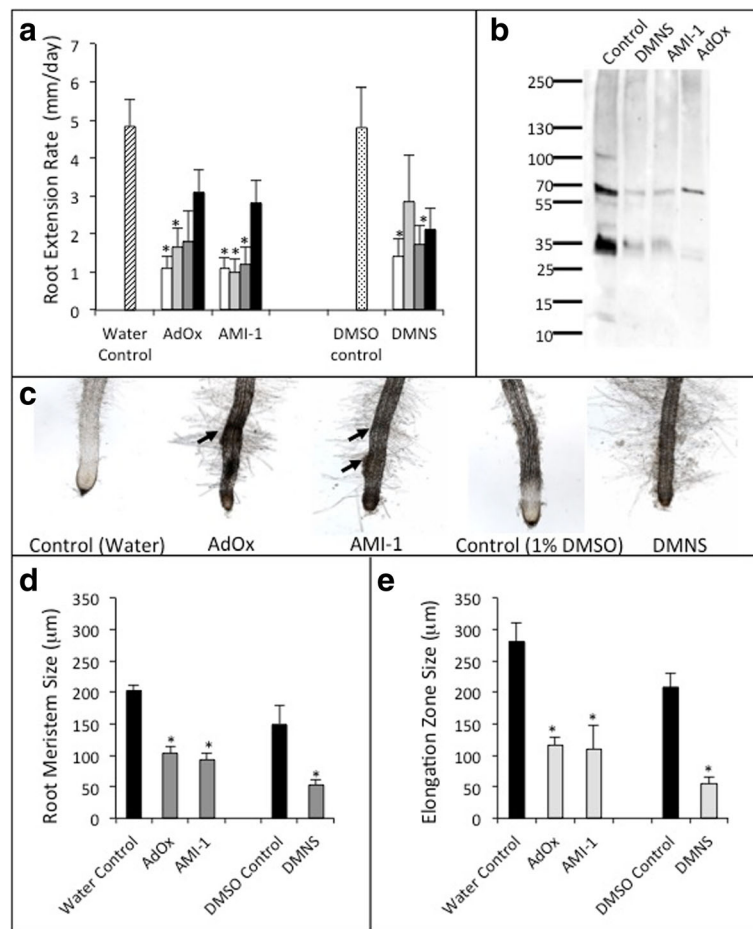 a
Root Extension Rate (mm/day)
7
6
5
4
3
2
1
0
* * * * * * *
Water Control
AdOx
AMI-1
DMSO control
DMNS
b
Control
DMNS
AMI-1
AdOx
250
130
100
70
55
35
25
15
10
c
Control (Water)
AdOx
AMI-1
Control (1% DMSO)
DMNS
d
Root Meristem Size (μm)
350
300
250
200
150
100
50
0
* * *
Water Control
AdOx
AMI-1
DMSO Control
DMNS
e
Elongation Zone Size (μm)
350
300
250
200
150
100
50
0
* * *
Water Control
AdOx
AMI-1
DMSO Control
DMNS